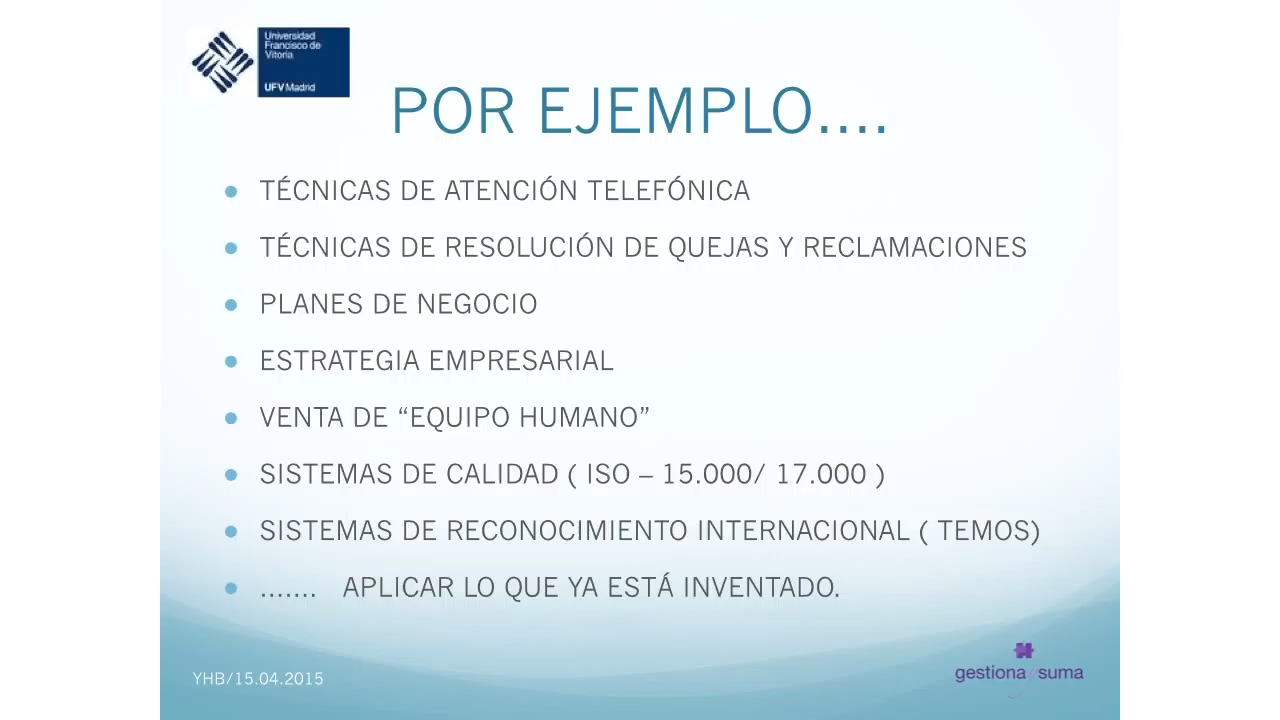 Universidad
Francisco de
Vitoria
UFV Madrid
POR EJEMPLO....
• TÉCNICAS DE ATENCIÓN TELEFÓNICA
• TÉCNICAS DE RESOLUCIÓN DE QUEJAS Y RECLAMACIONES
• PLANES DE NEGOCIO
• ESTRATEGIA EMPRESARIAL
• VENTA DE “EQUIPO HUMANO”
• SISTEMAS DE CALIDAD ( ISO – 15.000/ 17.000 )
• SISTEMAS DE RECONOCIMIENTO INTERNACIONAL ( TEMOS)
• ....... APLICAR LO QUE YA ESTÁ INVENTADO.
YHB/15.04.2015
gestionaysuma